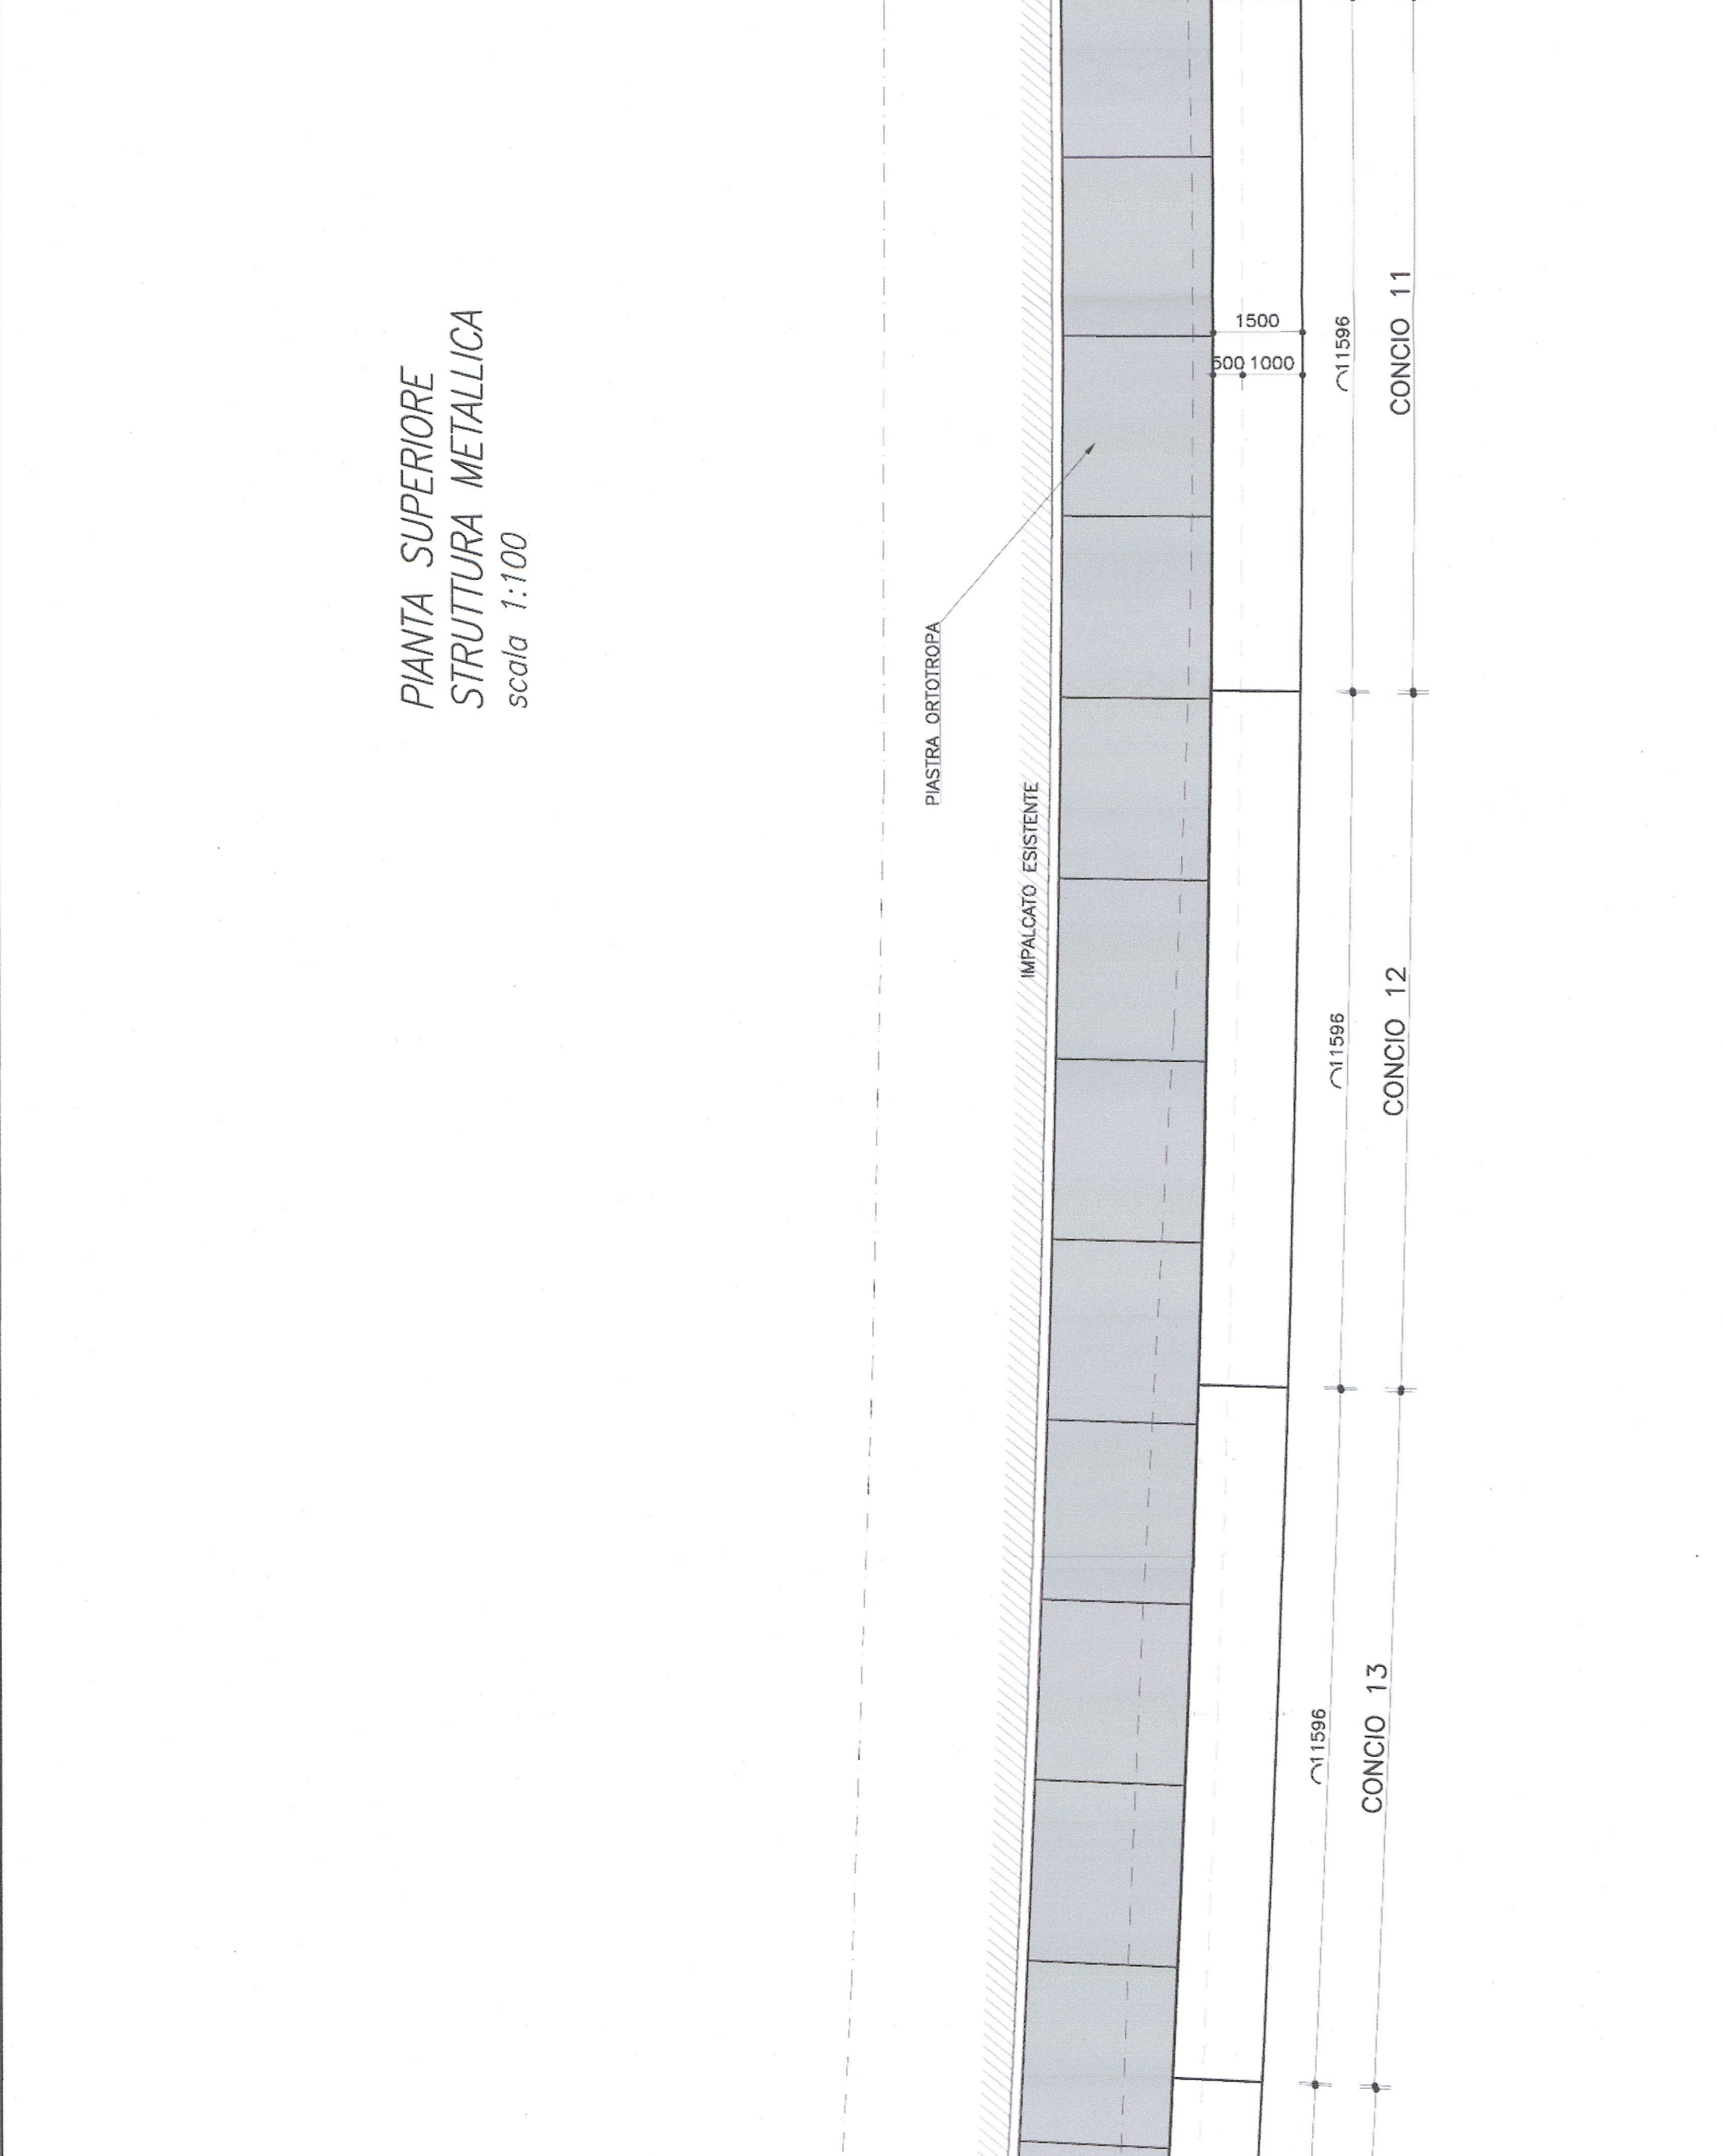 PIANTA SUPERIORE
STRUTTURA METALLICA
scala 1:100
PIASTRA ORTOTROPA
IMPALCATO ESISTENTE
1500
500 1000
11596
CONCIO 11
11596
CONCIO 12
11596
CONCIO 13